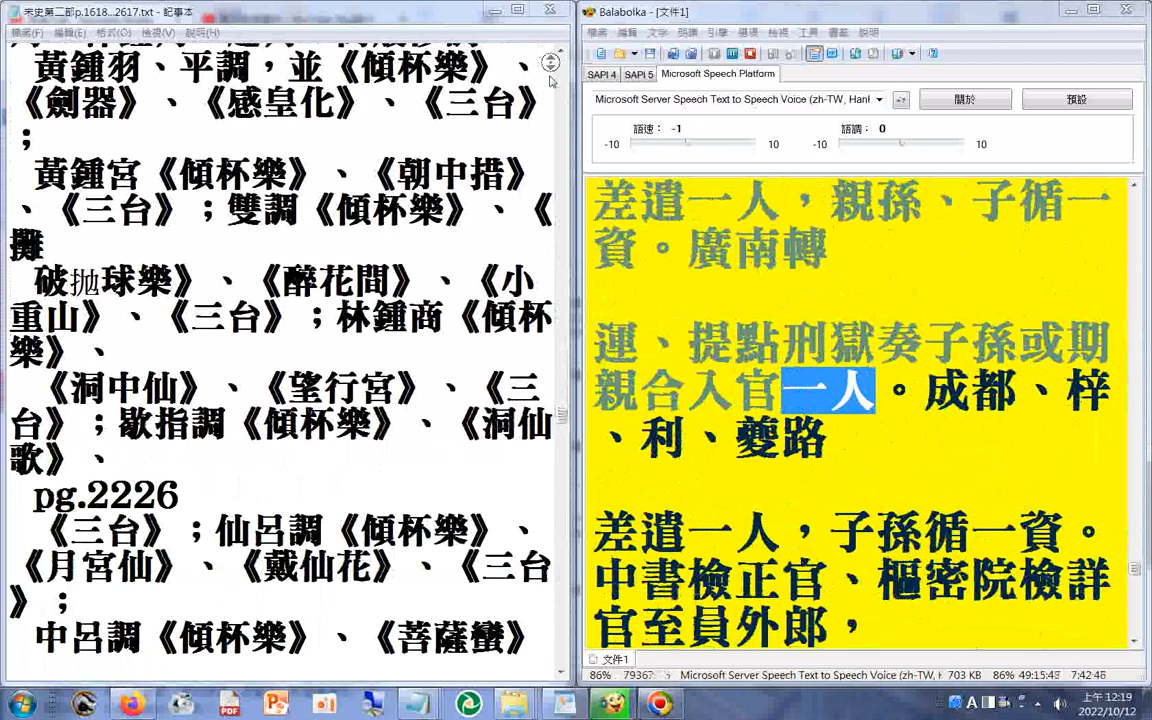 宋史第二部p.1618...2617.txt - 記事本
檔案(F) 編輯(E) 格式(O) 檢視(V) 說明(H)
黃鍾羽、平調，並《傾杯樂》、
《劍器》、《感皇化》、《三台》
；
黃鍾宮《傾杯樂》、《朝中措》
、《三台》；雙調《傾杯樂》、《
攤
破抛球樂》、《醉花間》、《小
重山》、《三台》；林鍾商《傾杯
樂》、
《洞中仙》、《望行宮》、《三
台》；歇指調《傾杯樂》、《洞仙
歌》、
pg.2226
《三台》；仙呂調《傾杯樂》、
《月宮仙》、《戴仙花》、《三台
》；
中呂調《傾杯樂》、《菩薩蠻》
Balabolka - [文件1]
檔案 編輯 文字 朗讀 引擎 選項 檢視 工具 書籤 說明
SAPI 4 SAPI 5 Microsoft Speech Platform
Microsoft Server Speech Text to Speech Voice (zh-TW, Hanl
關於 預設
語速： -1 語調： 0
-10 10 -10 10
差遣一人，親孫、子循一
資。廣南轉
運、提點刑獄奏子孫或期
親合入官一人。成都、梓
、利、夔路
差遣一人，子孫循一資。
中書檢正官、樞密院檢詳
官至員外郎，
文件1
86% 79367 Microsoft Server Speech Text to Speech Voice (zh-TW, Han 703 KB 86% 49:15:43 7:42:46
上午 12:19
2022/10/12